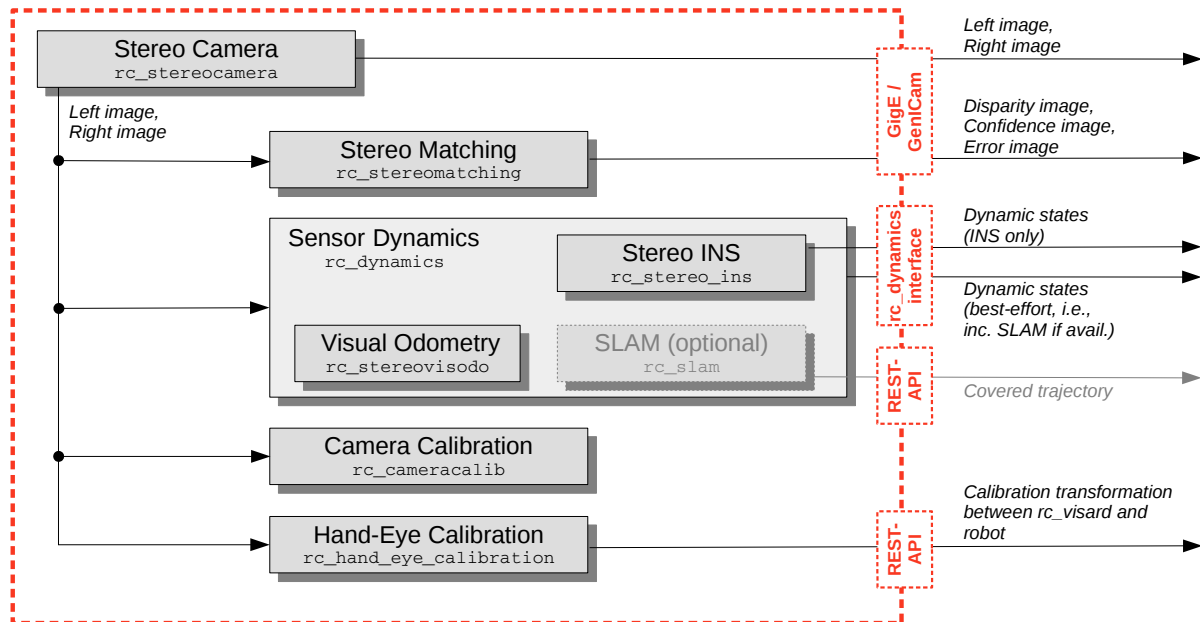 Stereo Camera
rc_stereocamera
Left image,
Right image
Left image,
Right image
GigE /
GenICam
Disparity image,
Confidence image,
Error image
Stereo Matching
rc_stereomatching
Sensor Dynamics
rc_dynamics
Stereo INS
rc_stereo_ins
Visual Odometry
rc_stereovisodo
SLAM (optional)
rc_slam
rc_dynamics
interface
Dynamic states
(INS only)
Dynamic states
(best-effort, i.e.,
inc. SLAM if avail.)
REST-
API
Covered trajectory
Camera Calibration
rc_cameracalib
Hand-Eye Calibration
rc_hand_eye_calibration
REST-
API
Calibration transformation
between rc_visard and
robot